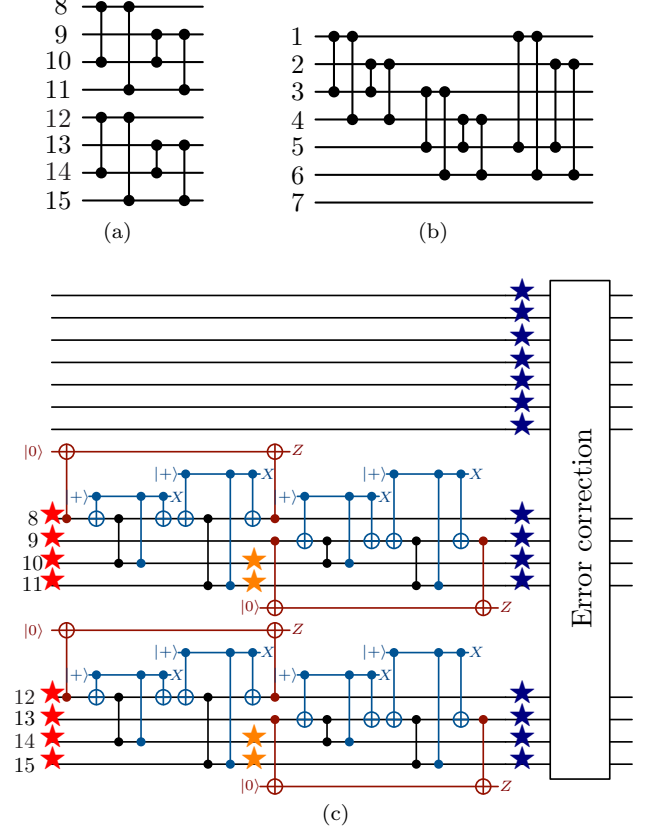 8
9
10
11
12
13
14
15
(a)
1
2
3
4
5
6
7
(b)
|0⟩ Z
|+⟩ X
|+⟩ X
|+⟩ X
|+⟩ X
8
9
10
11
|0⟩ Z
|0⟩ Z
|+⟩ X
|+⟩ X
|+⟩ X
|+⟩ X
12
13
14
15
|0⟩ Z
Error correction
(c)